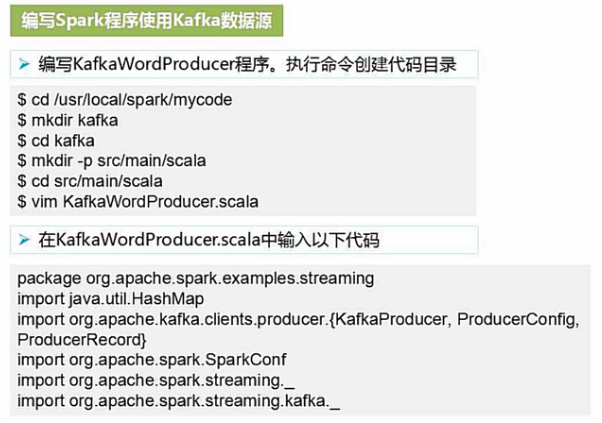 编写Spark程序使用Kafka数据源
编写KafkaWordProducer程序。执行命令创建代码目录
$ cd /usr/local/spark/mycode
$ mkdir kafka
$ cd kafka
$ mkdir -p src/main/scala
$ cd src/main/scala
$ vim KafkaWordProducer.scala
在KafkaWordProducer.scala中输入以下代码
package org.apache.spark.examples.streaming
import java.util.HashMap
import org.apache.kafka.clients.producer.{KafkaProducer, ProducerConfig,
ProducerRecord}
import org.apache.spark.SparkConf
import org.apache.spark.streaming._
import org.apache.spark.streaming.kafka._